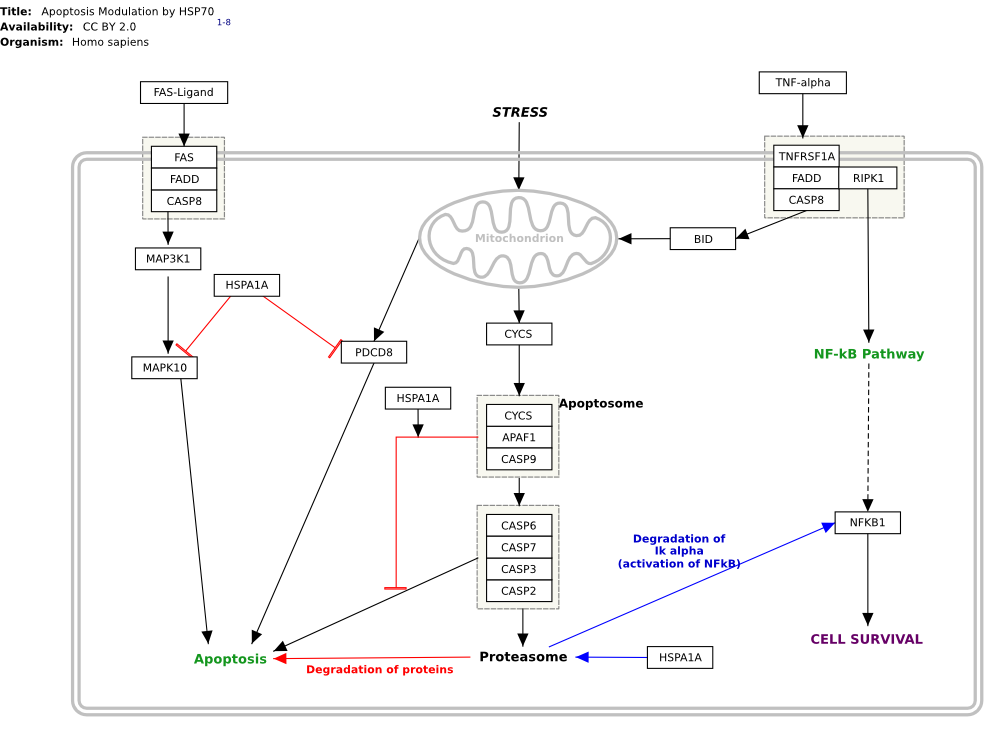 Title: Apoptosis Modulation by HSP70
Availability: CC BY 2.0 1-8
Organism: Homo sapiens
FAS-Ligand
TNF-alpha
STRESS
FAS
FADD
CASP8
TNFRSF1A
FADD
RIPK1
CASP8
Mitochondrion
BID
MAP3K1
HSPA1A
CYCS
MAPK10
PDCD8
NF-kB Pathway
HSPA1A
Apoptosome
CYCS
APAF1
CASP9
CASP6
CASP7
CASP3
CASP2
NFKB1
Degradation of
Ik alpha
(activation of NFkB)
CELL SURVIVAL
Apoptosis
Proteasome
HSPA1A
Degradation of proteins